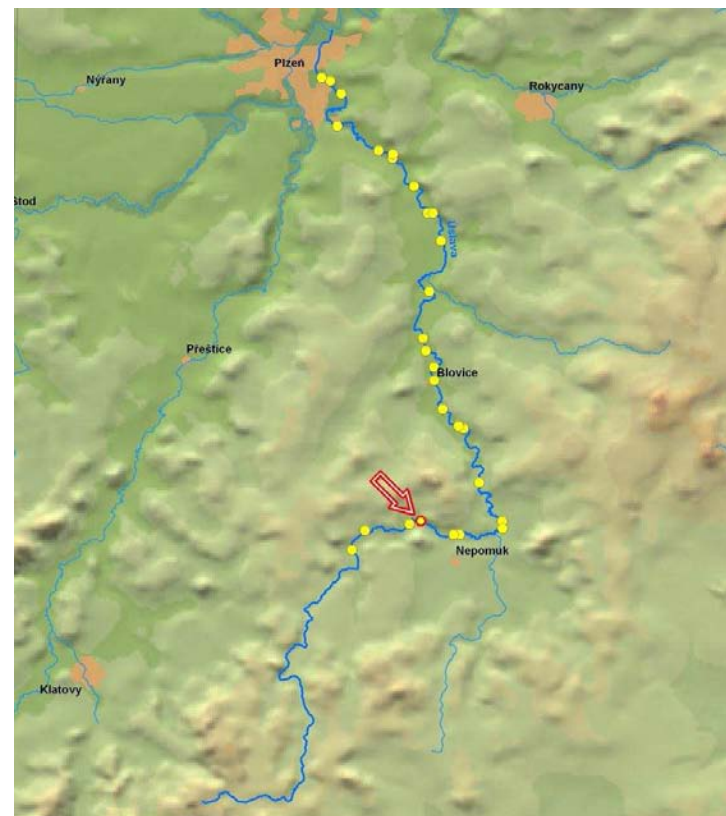 Plzeň
Nýřany
Rokycany
Stod
Úslava
Přeštice
Blovice
Nepomuk
Klatovy